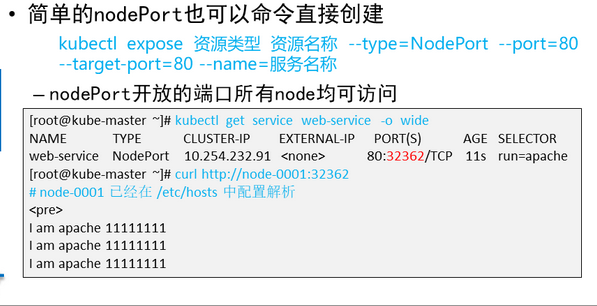 • 简单的nodePort也可以命令直接创建
kubectl expose 资源类型 资源名称 --type=NodePort --port=80
--target-port=80 --name=服务名称
– nodePort开放的端口所有node均可访问
[root@kube-master ~]# kubectl get service web-service -o wide
NAME TYPE CLUSTER-IP EXTERNAL-IP PORT(S) AGE SELECTOR
web-service NodePort 10.254.232.91 <none> 80:32362/TCP 11s run=apache
[root@kube-master ~]# curl http://node-0001:32362
# node-0001 已经在 /etc/hosts 中配置解析
<pre>
I am apache 11111111
I am apache 11111111
I am apache 11111111